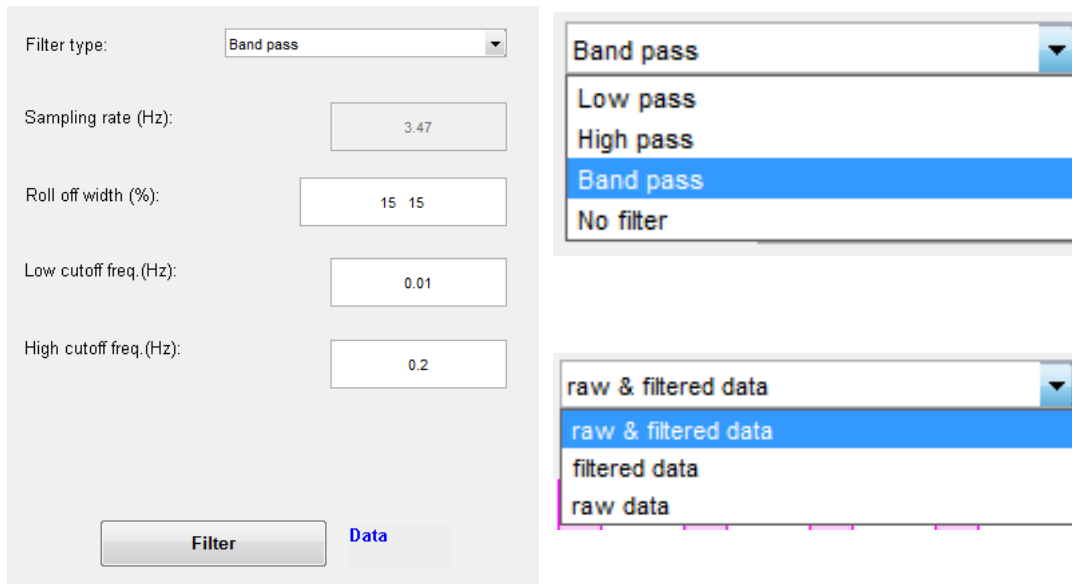 Filter type:
Band pass
Sampling rate (Hz):
3.47
Roll off width (%):
15 15
Low cutoff freq.(Hz):
0.01
High cutoff freq.(Hz):
0.2
Filter
Data
Band pass
Low pass
High pass
Band pass
No filter
raw & filtered data
raw & filtered data
filtered data
raw data